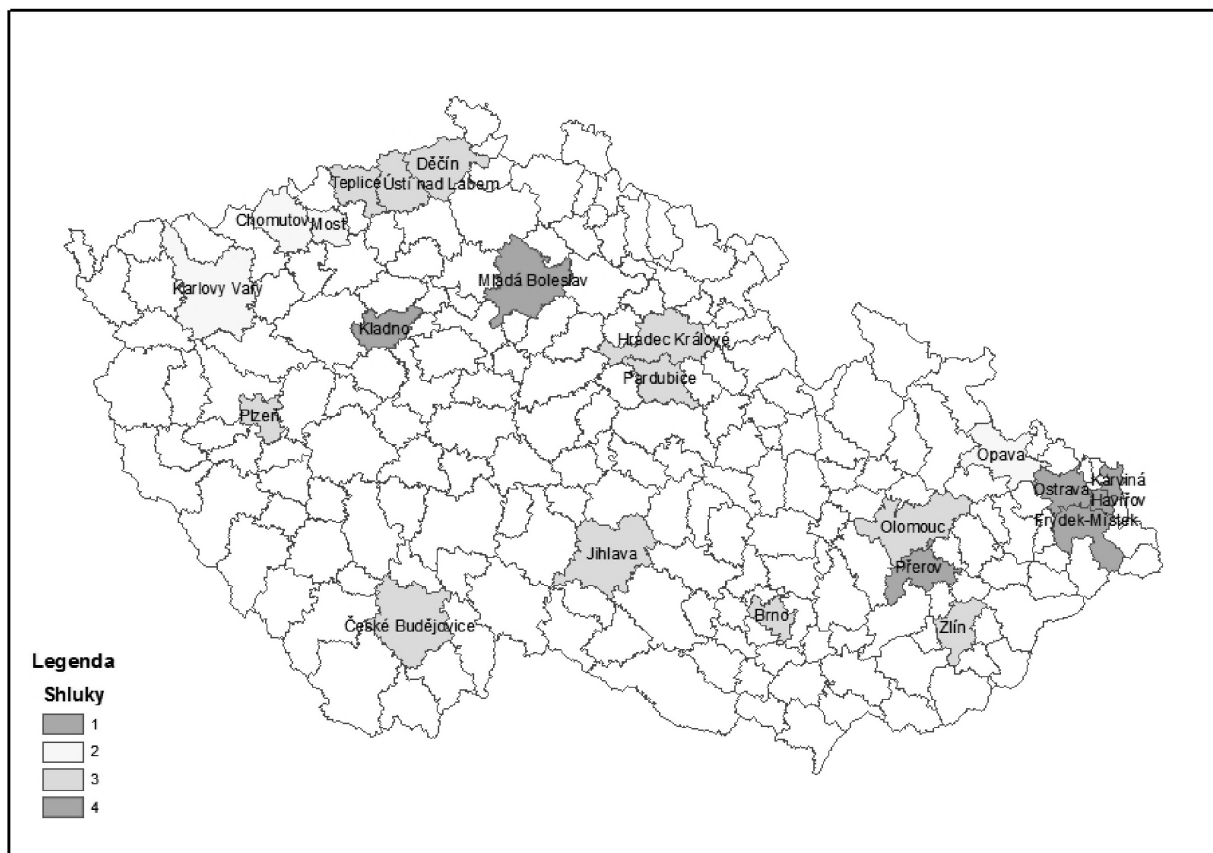 Děčín
Teplice
Ústí nad Labem
Chomutov
Most
Karlovy Vary
Mladá Boleslav
Kladno
Hradec Králové
Pardubice
Plzeň
Opava
Karviná
Ostrava
Havířov
Frýdek-Místek
Olomouc
Jihlava
Přerov
Brno
České Budějovice
Zlín
Legenda
Shluky
1
2
3
4